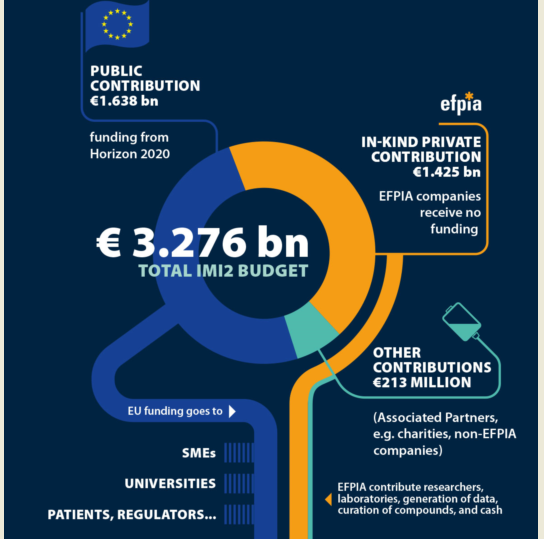 PUBLIC
CONTRIBUTION
€1.638 bn
funding from
Horizon 2020
efpia
IN-KIND PRIVATE
CONTRIBUTION
€1.425 bn
EFPIA companies
receive no
funding
€ 3.276 bn
TOTAL IMI2 BUDGET
OTHER
CONTRIBUTIONS
€213 MILLION
(Associated Partners,
e.g. charities, non-EFPIA
companies)
EU funding goes to
SMEs
UNIVERSITIES
PATIENTS, REGULATORS...
EFPIA contribute researchers,
laboratories, generation of data,
curation of compounds, and cash